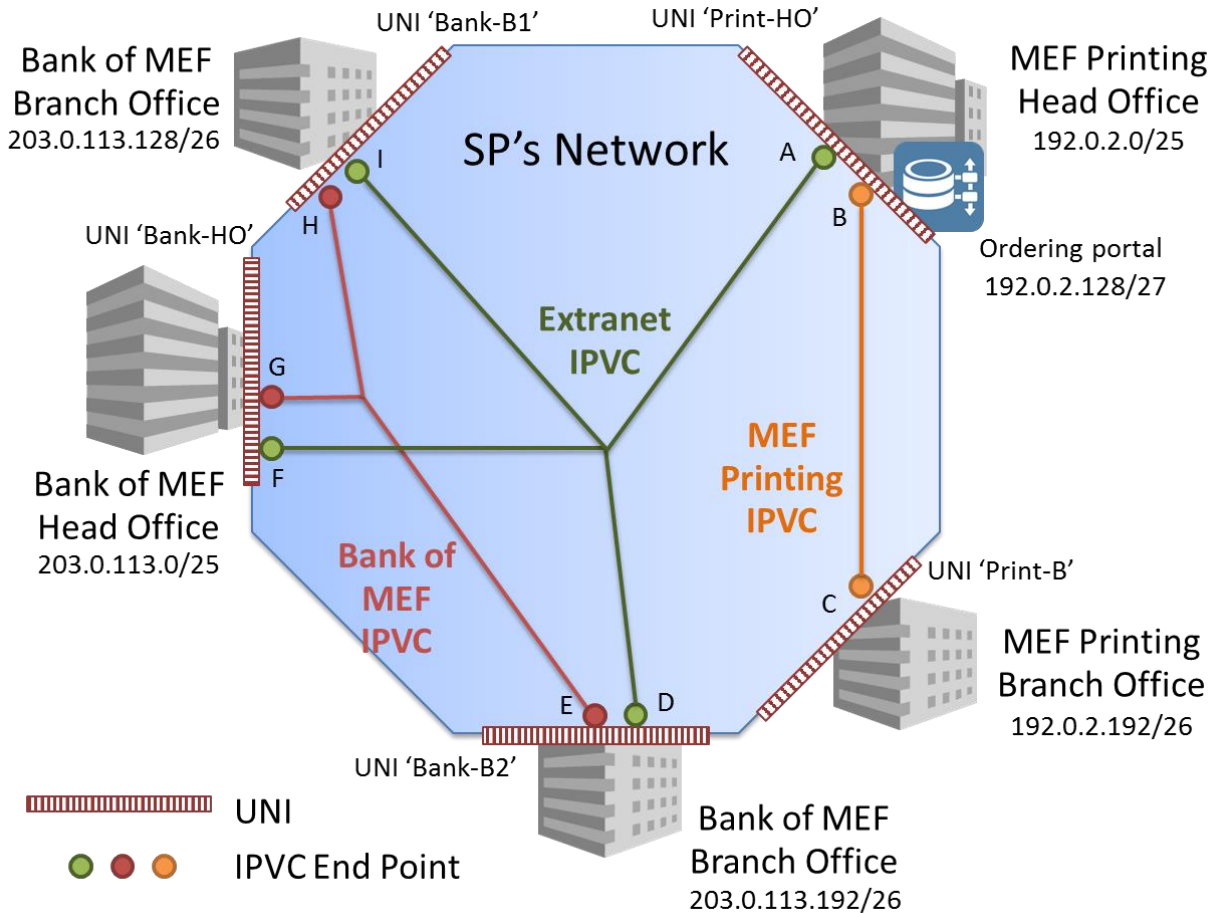 UNI ‘Bank-B1’
UNI ‘Print-HO’
Bank of MEF
Branch Office
203.0.113.128/26
MEF Printing
Head Office
192.0.2.0/25
SP’s Network
A
I
H
B
UNI ‘Bank-HO’
Ordering portal
192.0.2.128/27
Extranet
IPVC
G
F
MEF
Printing
IPVC
Bank of MEF
Head Office
203.0.113.0/25
Bank of
MEF
IPVC
UNI ‘Print-B’
C
MEF Printing
Branch Office
192.0.2.192/26
E
D
UNI ‘Bank-B2’
UNI
IPVC End Point
Bank of MEF
Branch Office
203.0.113.192/26